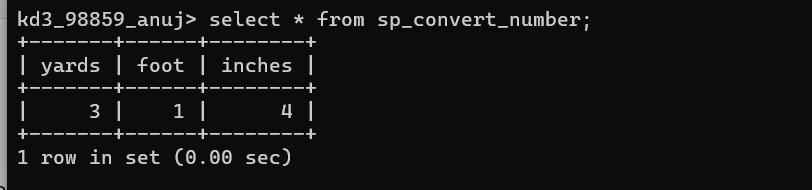 kd3_98859_anuj> select * from sp_convert_number;
+-------+------+--------+
| yards | foot | inches |
+-------+------+--------+
|     3 |    1 |      4 |
+-------+------+--------+
1 row in set (0.00 sec)